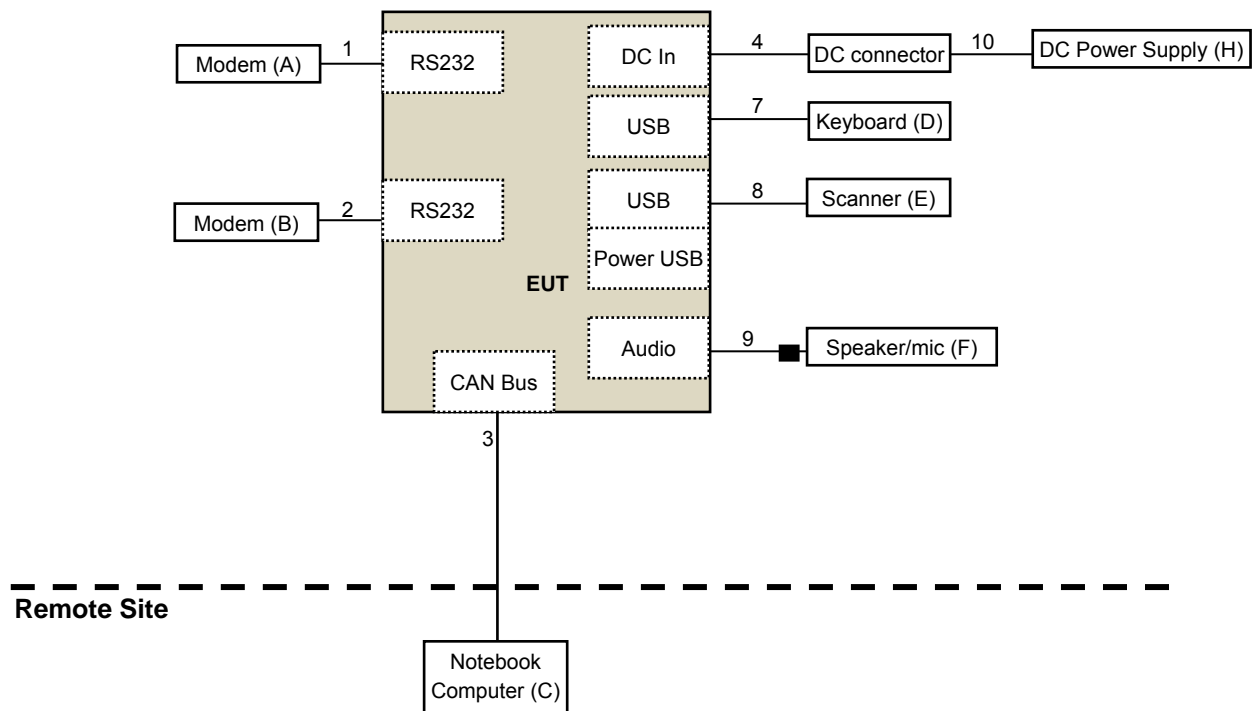 1
Modem (A)
RS232
DC In
4
DC connector
10
DC Power Supply (H)
USB
7
Keyboard (D)
2
Modem (B)
RS232
USB
8
Scanner (E)
Power USB
EUT
Audio
9
Speaker/mic (F)
CAN Bus
3
Remote Site
Notebook
Computer (C)